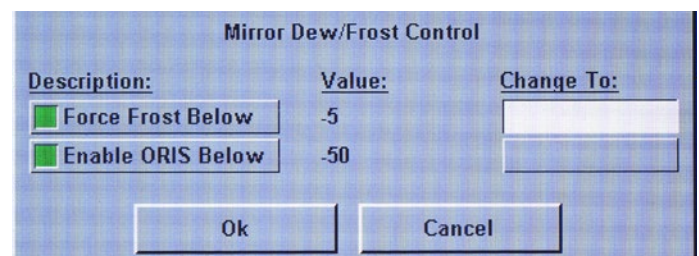 Mirror Dew/Frost Control
Description: Value: Change To:
Force Frost Below -5
Enable ORIS Below -50
Ok Cancel